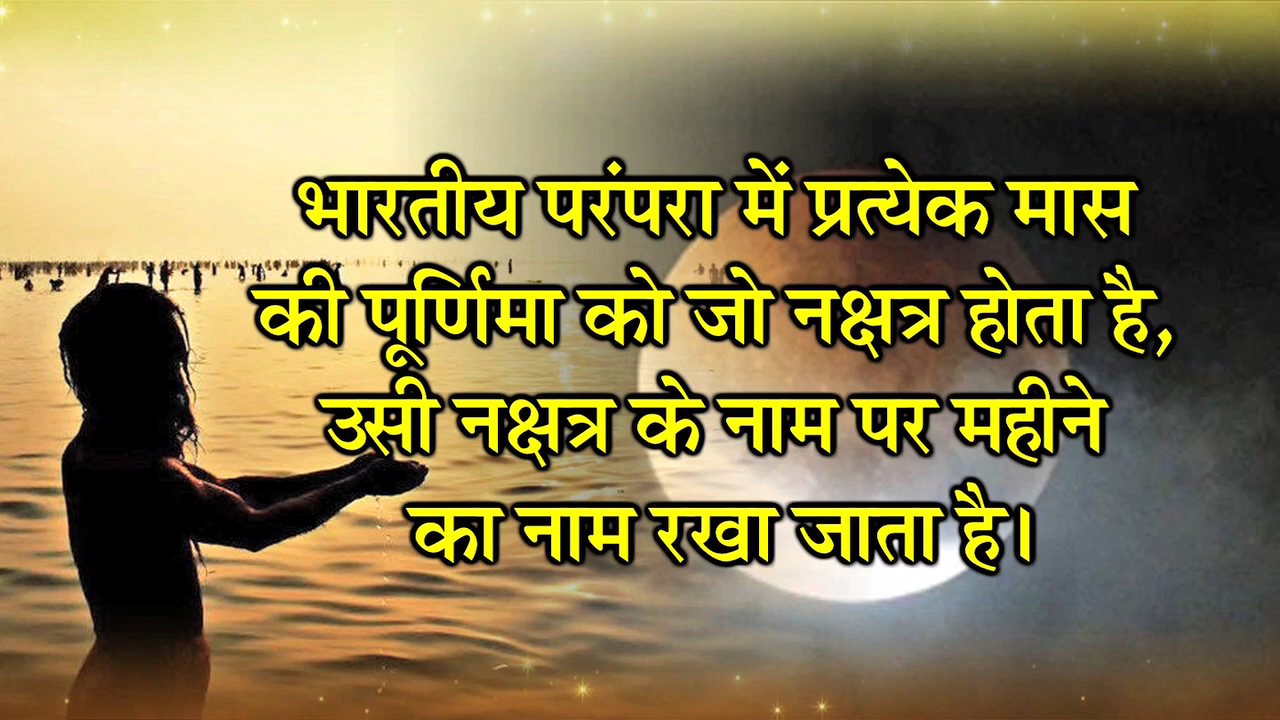 भारतीय परंपरा में प्रत्येक मास
की पूर्णिमा को जो नक्षत्र होता है,
उसी नक्षत्र के नाम पर महीने
का नाम रखा जाता है।